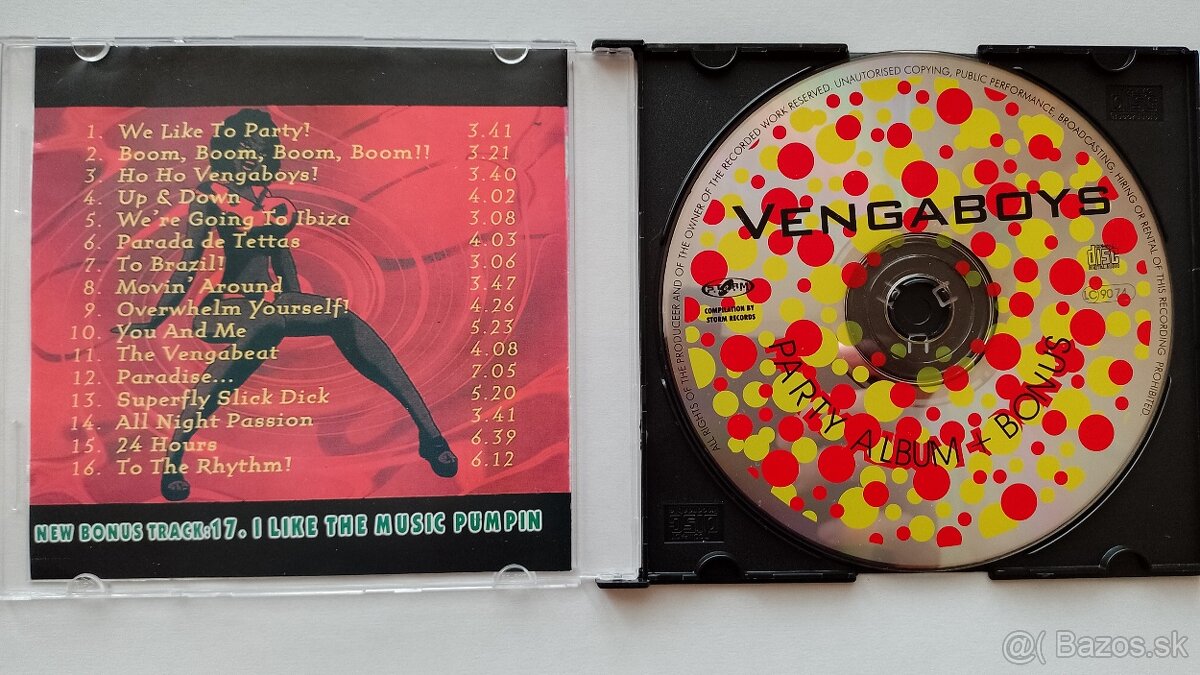 1. We Like To Party! 3.41
2. Boom, Boom, Boom, Boom!! 3.21
3. Ho Ho Vengaboys! 3.40
4. Up & Down 4.02
5. We're Going To Ibiza 3.08
6. Parada de Tettas 4.03
7. To Brazil! 3.06
8. Movin' Around 3.47
9. Overwhelm Yourself! 4.26
10. You And Me 5.23
11. The Vengabeat 4.08
12. Paradise... 7.05
13. Superfly Slick Dick 5.20
14. All Night Passion 3.41
15. 24 Hours 6.39
16. To The Rhythm! 6.12
NEW BONUS TRACK:17. I LIKE THE MUSIC PUMPIN
ALL RIGHTS OF THE PRODUCEER AND OF THE OWNER OF THE RECORDED WORK RESERVED. UNAUTORISED COPYING, PUBLIC PERFORMANCE, BROADCASTING, HIRING OR RENTAL OF THIS RECORDING PROHIBITED.
VENGABOYS
STORM
COMPILATION BY
STORM RECORDS
disc
LC 9074
PARTY ALBUM + BONUS
@( Bazos.sk